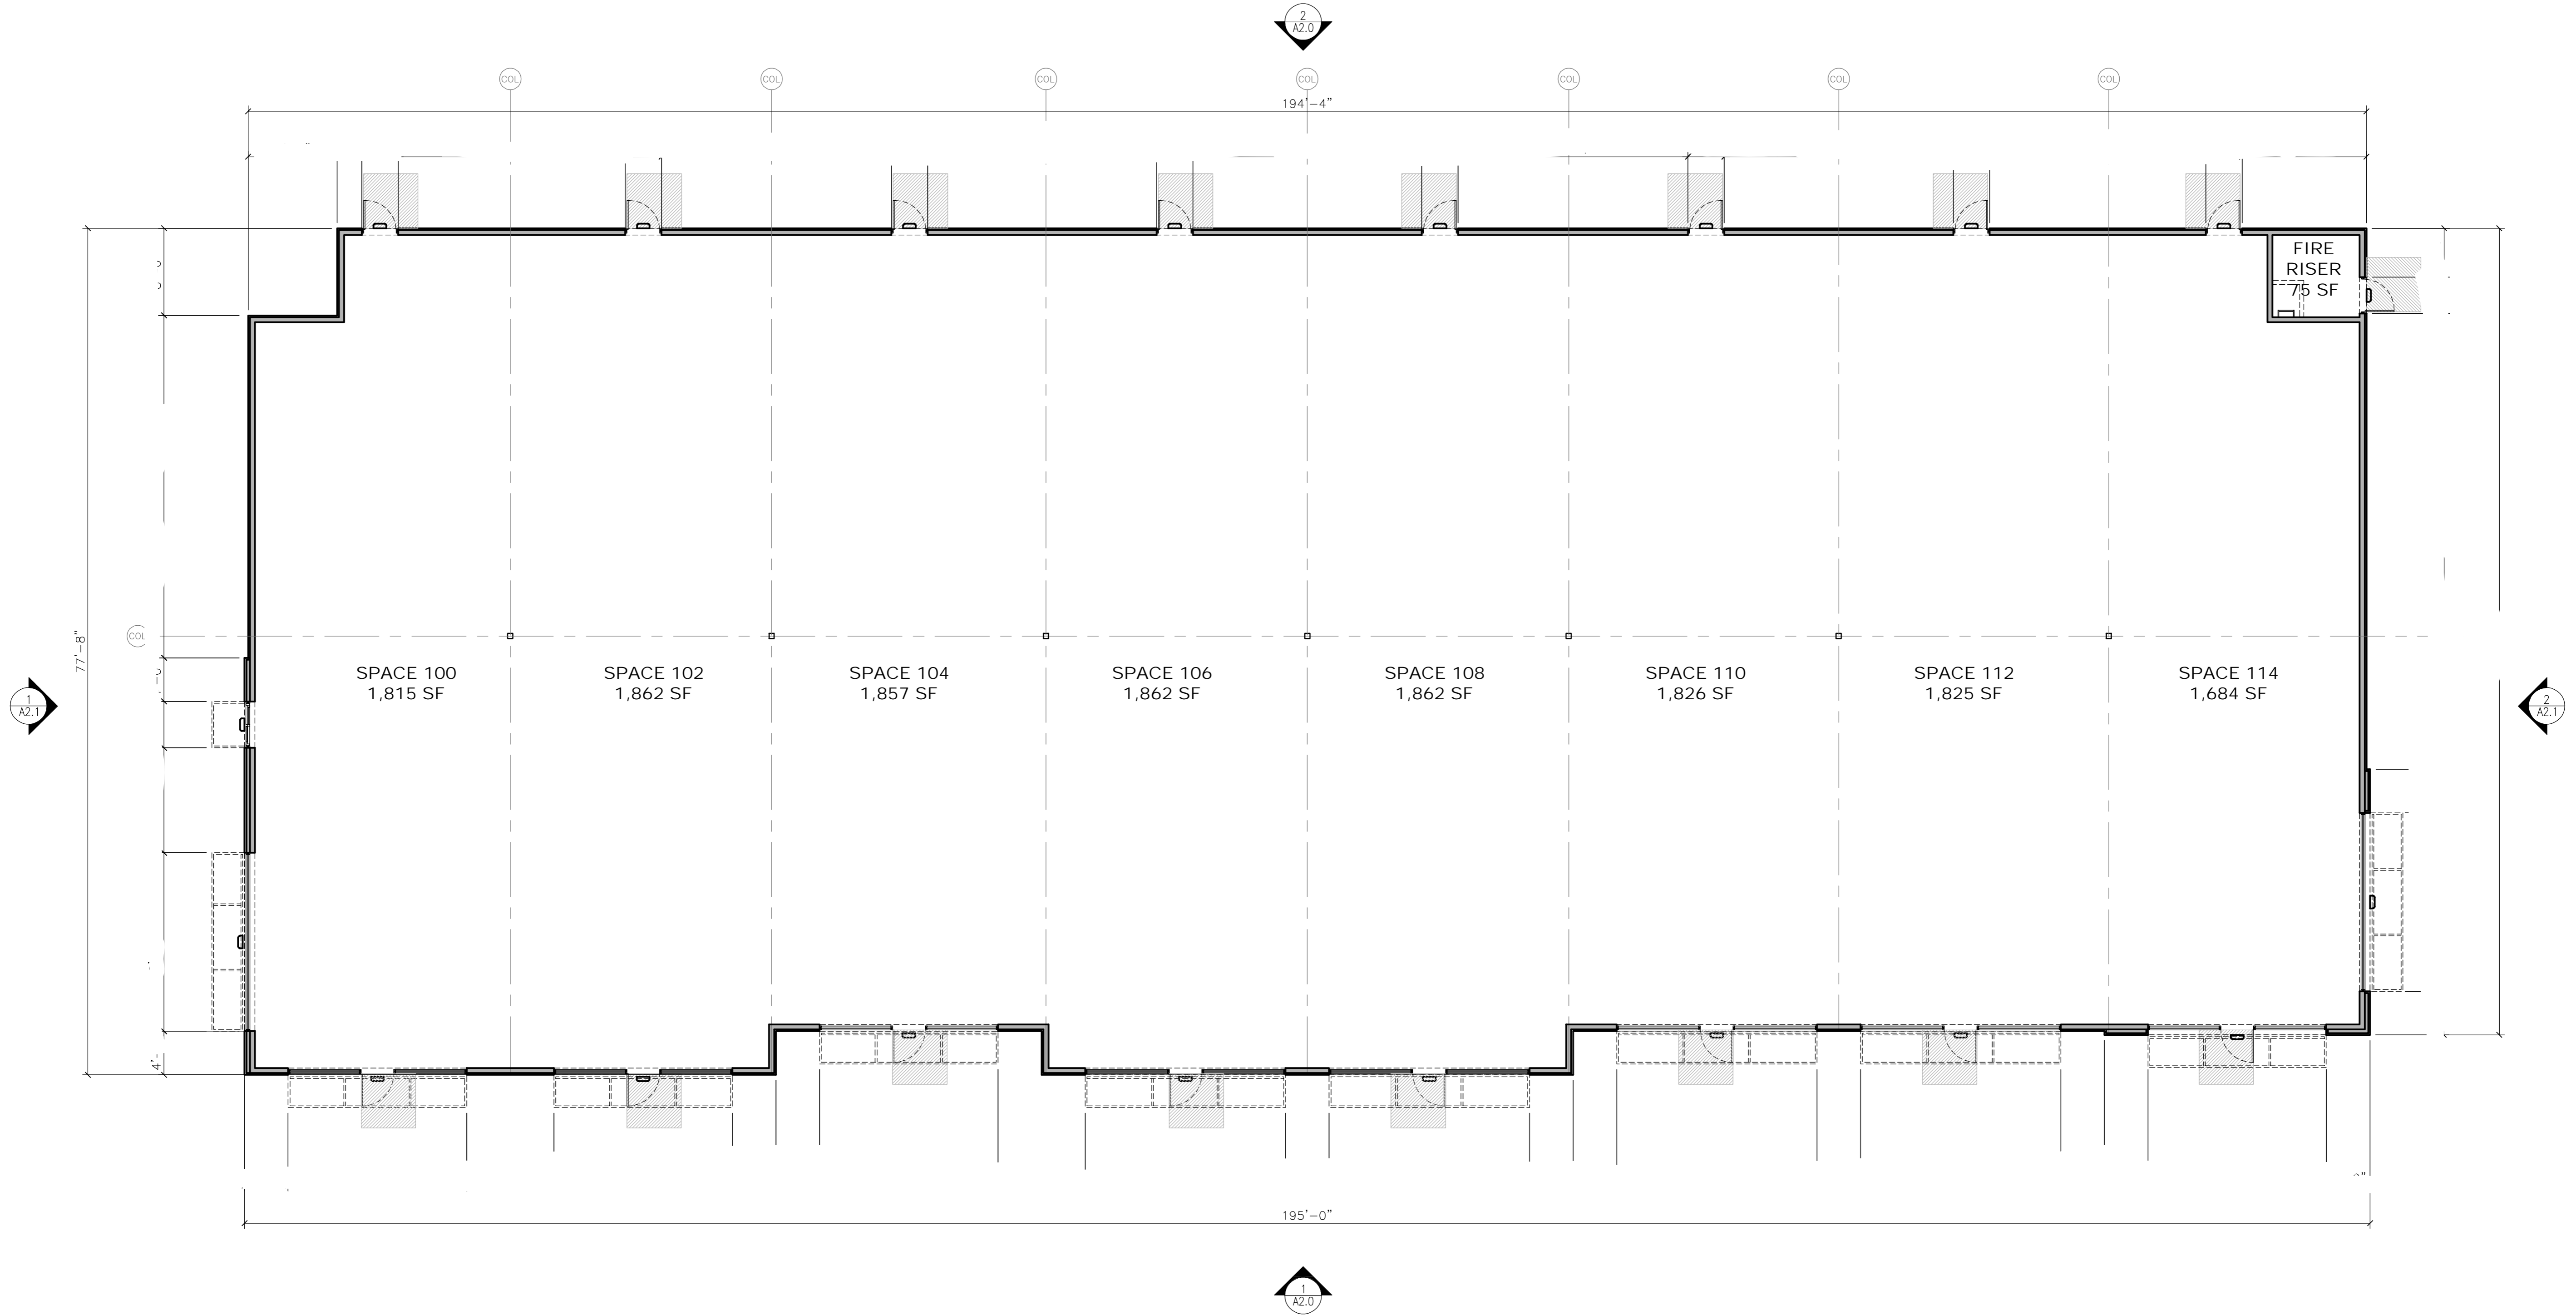 2
A2.0
COL
COL
COL
COL
COL
COL
COL
194'-4"
FIRE
RISER
75 SF
77'-8"
COL
SPACE 100
1,815 SF
SPACE 102
1,862 SF
SPACE 104
1,857 SF
SPACE 106
1,862 SF
SPACE 108
1,862 SF
SPACE 110
1,826 SF
SPACE 112
1,825 SF
SPACE 114
1,684 SF
1
A2.1
2
A2.1
4'-
195'-0"
1
A2.0